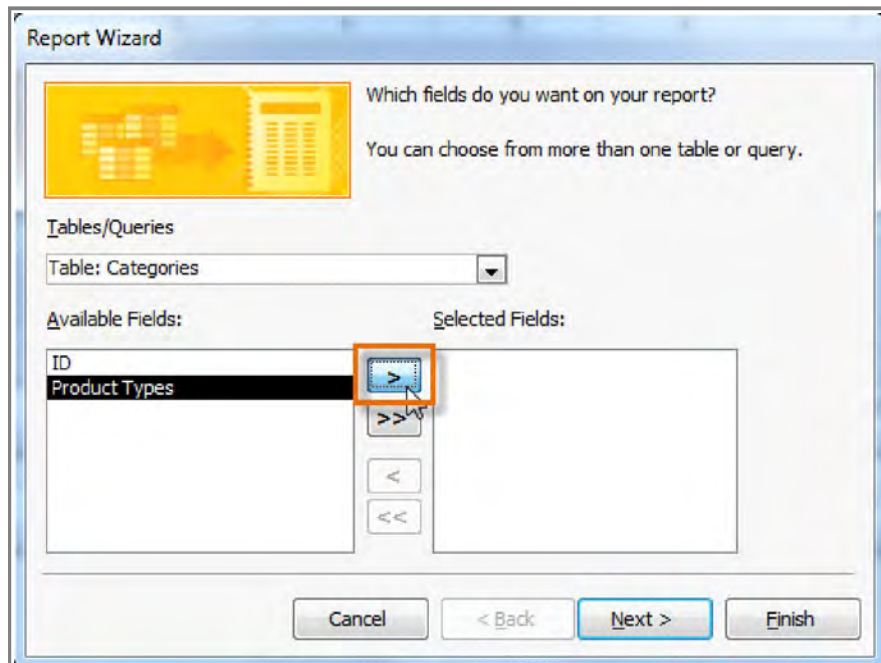 Report Wizard
Which fields do you want on your report?
You can choose from more than one table or query.
Tables/Queries
Table: Categories
Available Fields:
Selected Fields:
ID
Product Types
>
>>
<
<<
Cancel
< Back
Next >
Finish